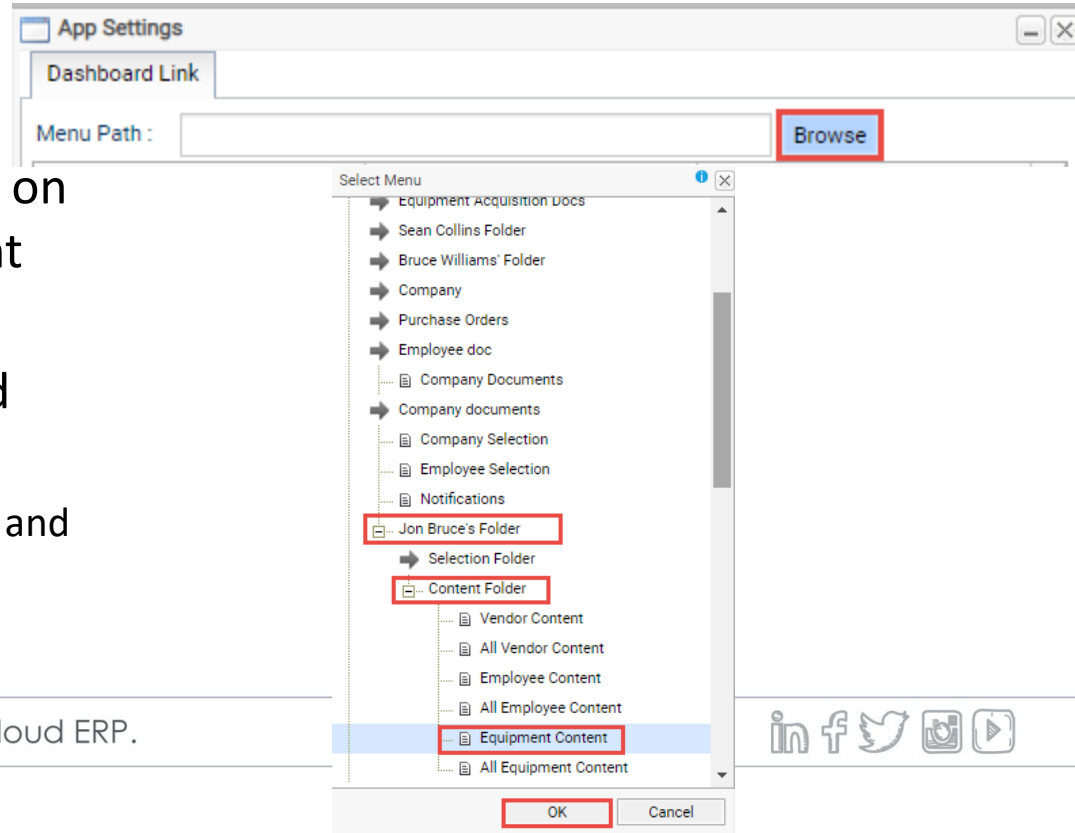 App Settings
Dashboard Link
Menu Path :
Browse
on
Select Menu
Equipment Acquisition Docs
Sean Collins Folder
Bruce Williams' Folder
Company
Purchase Orders
Employee doc
Company Documents
Company documents
Company Selection
Employee Selection
Notifications
and
Jon Bruce's Folder
Selection Folder
Content Folder
Vendor Content
All Vendor Content
Employee Content
All Employee Content
ERP.
Equipment Content
All Equipment Content
OK Cancel